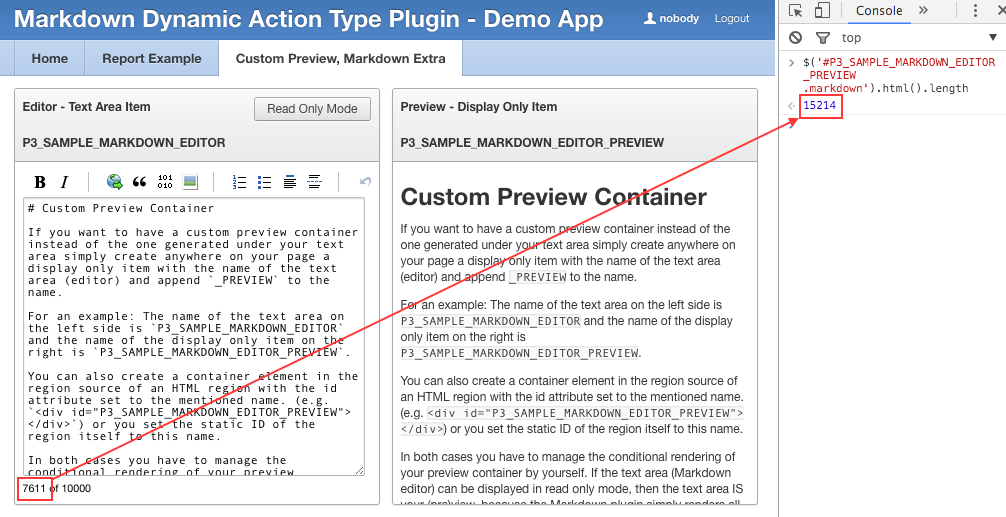 Markdown Dynamic Action Type Plugin - Demo App
nobody
Logout
Home
Report Example
Custom Preview, Markdown Extra
Editor - Text Area Item
Read Only Mode
P3_SAMPLE_MARKDOWN_EDITOR
B I
101
010
# Custom Preview Container
If you want to have a custom preview container
instead of the one generated under your text
area simply create anywhere on your page a
display only item with the name of the text
area (editor) and append `_PREVIEW` to the
name.
For an example: The name of the text area on
the left side is `P3_SAMPLE_MARKDOWN_EDITOR`
and the name of the display only item on the
right is `P3_SAMPLE_MARKDOWN_EDITOR_PREVIEW`.
You can also create a container element in the
region source of an HTML region with the id
attribute set to the mentioned name. (e.g.
`<div id="P3_SAMPLE_MARKDOWN_EDITOR_PREVIEW">
</div>`) or you set the static ID of the
region itself to this name.
In both cases you have to manage the
conditional rendering of your preview
7611 of 10000
Preview - Display Only Item
P3_SAMPLE_MARKDOWN_EDITOR_PREVIEW
Custom Preview Container
If you want to have a custom preview container instead of the
one generated under your text area simply create anywhere on
your page a display only item with the name of the text area
(editor) and append _PREVIEW to the name.
For an example: The name of the text area on the left side is
P3_SAMPLE_MARKDOWN_EDITOR and the name of the display
only item on the right is
P3_SAMPLE_MARKDOWN_EDITOR_PREVIEW.
You can also create a container element in the region source of
an HTML region with the id attribute set to the mentioned name.
(e.g. <div id="P3_SAMPLE_MARKDOWN_EDITOR_PREVIEW">
</div>) or you set the static ID of the region itself to this name.
In both cases you have to manage the conditional rendering of
your preview container by yourself. If the text area (Markdown
editor) can be displayed in read only mode, then the text area IS
your (pre)view, because the Markdown plugin simply renders all
Console
top
$('#P3_SAMPLE_MARKDOWN_EDITOR
_PREVIEW
.markdown').html().length
15214